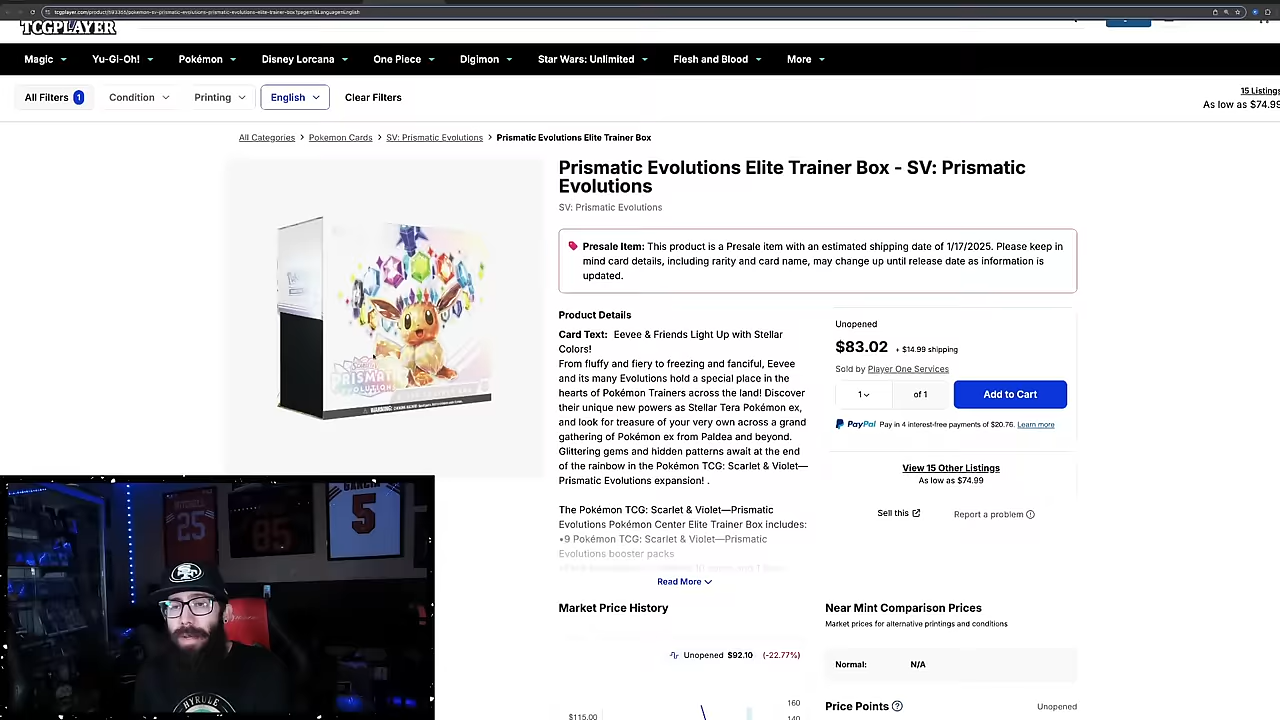 tcgplayer.com/product/593355/pokemon-sv-prismatic-evolutions-prismatic-evolutions-elite-trainer-box?page=1&Language=English
TCGPLAYER
Magic
Yu-Gi-Oh!
Pokémon
Disney Lorcana
One Piece
Digimon
Star Wars: Unlimited
Flesh and Blood
More
All Filters 1
Condition
Printing
English
Clear Filters
15 Listings
As low as $74.99
All Categories > Pokemon Cards > SV: Prismatic Evolutions > Prismatic Evolutions Elite Trainer Box
Prismatic Evolutions Elite Trainer Box - SV: Prismatic
Evolutions
SV: Prismatic Evolutions
Presale Item: This product is a Presale item with an estimated shipping date of 1/17/2025. Please keep in
mind card details, including rarity and card name, may change up until release date as information is
updated.
PRISMATIC
EVOLUTIONS
WARNING:
Product Details
Card Text: Eevee & Friends Light Up with Stellar
Colors!
From fluffy and fiery to freezing and fanciful, Eevee
and its many Evolutions hold a special place in the
hearts of Pokémon Trainers across the land! Discover
their unique new powers as Stellar Tera Pokémon ex,
and look for treasure of your very own across a grand
gathering of Pokémon ex from Paldea and beyond.
Glittering gems and hidden patterns await at the end
of the rainbow in the Pokémon TCG: Scarlet & Violet—
Prismatic Evolutions expansion! .
The Pokémon TCG: Scarlet & Violet—Prismatic
Evolutions Pokémon Center Elite Trainer Box includes:
•9 Pokémon TCG: Scarlet & Violet—Prismatic
Evolutions booster packs
Read More
Unopened
$83.02 + $14.99 shipping
Sold by Player One Services
1 of 1
Add to Cart
PayPal Pay in 4 interest-free payments of $20.76. Learn more
View 15 Other Listings
As low as $74.99
Sell this
Report a problem
Market Price History
Unopened $92.10 (-22.77%)
$115.00
160
140
Near Mint Comparison Prices
Market prices for alternative printings and conditions
Normal: N/A
Price Points
Unopened
25
85
GARCIA
5
SF
HYRULE